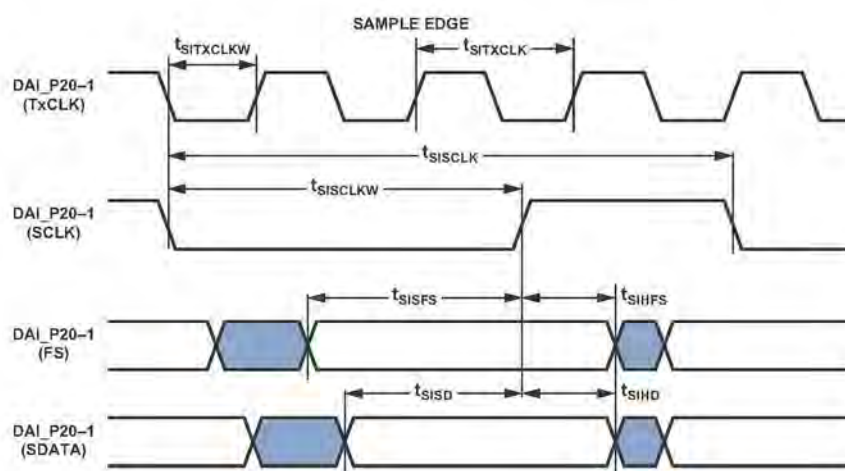 SAMPLE EDGE
tSITXCLKW
tSITXCLK
DAI_P20–1
(TxCLK)
tSISCLK
tSISCLKW
DAI_P20–1
(SCLK)
tSISFS
tSIHFS
DAI_P20–1
(FS)
tSISD
tSIHD
DAI_P20–1
(SDATA)